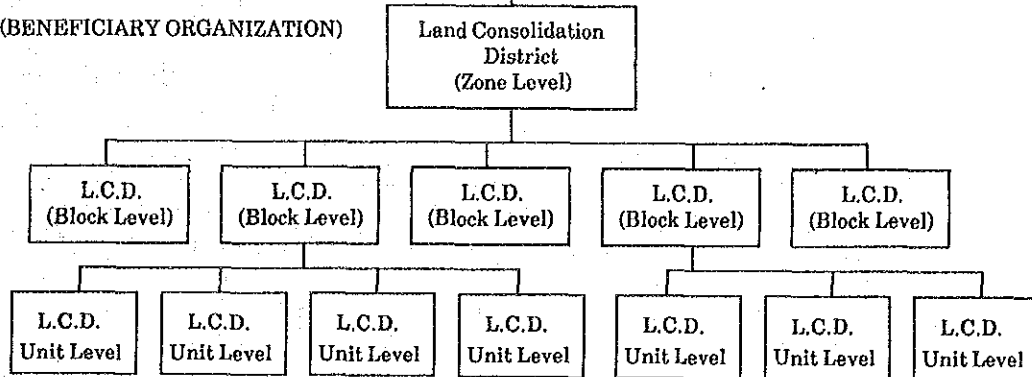 (BENEFICIARY ORGANIZATION)
Land Consolidation
District
(Zone Level)
L.C.D.
(Block Level)
L.C.D.
(Block Level)
L.C.D.
(Block Level)
L.C.D.
(Block Level)
L.C.D.
(Block Level)
L.C.D.
Unit Level
L.C.D.
Unit Level
L.C.D.
Unit Level
L.C.D.
Unit Level
L.C.D.
Unit Level
L.C.D.
Unit Level
L.C.D.
Unit Level